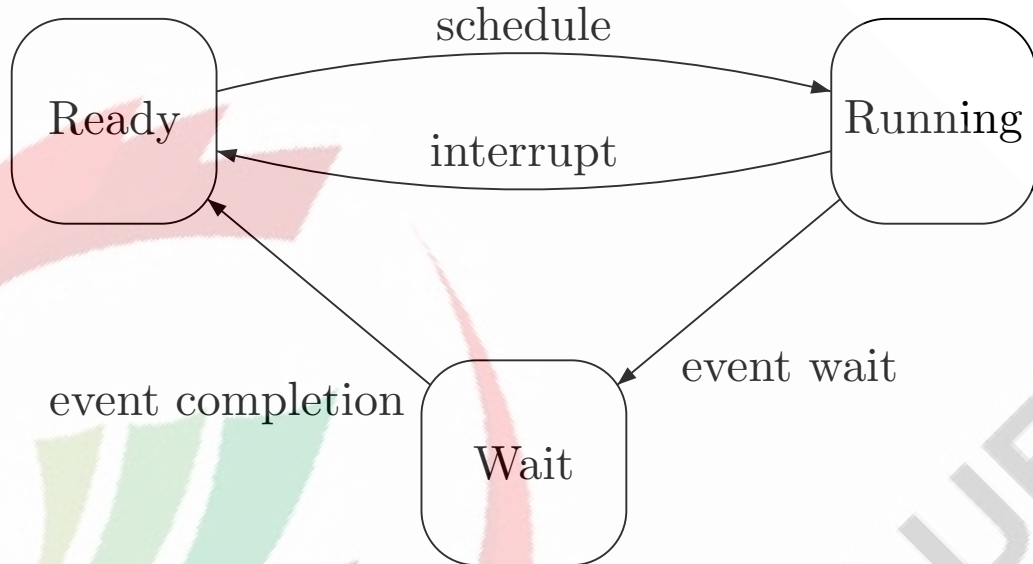 schedule
Ready
Running
interrupt
event wait
event completion
Wait